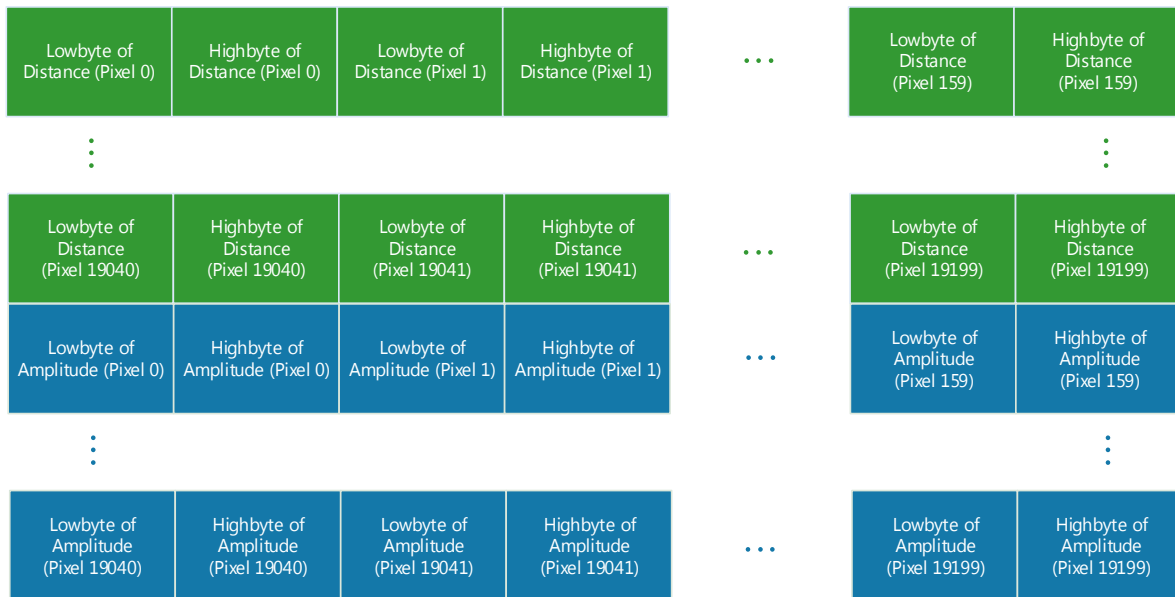 Lowbyte of
Distance (Pixel 0)
Highbyte of
Distance (Pixel 0)
Lowbyte of
Distance (Pixel 1)
Highbyte of
Distance (Pixel 1)
Lowbyte of
Distance
(Pixel 159)
Highbyte of
Distance
(Pixel 159)
Lowbyte of
Distance
(Pixel 19040)
Highbyte of
Distance
(Pixel 19040)
Lowbyte of
Distance
(Pixel 19041)
Highbyte of
Distance
(Pixel 19041)
Lowbyte of
Distance
(Pixel 19199)
Highbyte of
Distance
(Pixel 19199)
Lowbyte of
Amplitude (Pixel 0)
Highbyte of
Amplitude (Pixel 0)
Lowbyte of
Amplitude (Pixel 1)
Highbyte of
Amplitude (Pixel 1)
Lowbyte of
Amplitude
(Pixel 159)
Highbyte of
Amplitude
(Pixel 159)
Lowbyte of
Amplitude
(Pixel 19040)
Highbyte of
Amplitude
(Pixel 19040)
Lowbyte of
Amplitude
(Pixel 19041)
Highbyte of
Amplitude
(Pixel 19041)
Lowbyte of
Amplitude
(Pixel 19199)
Highbyte of
Amplitude
(Pixel 19199)